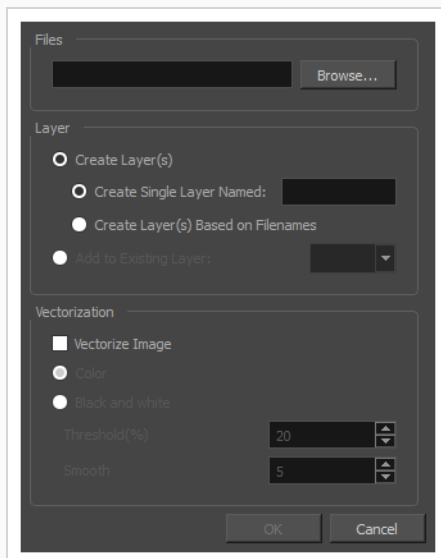 Files
Browse...
Layer
Create Layer(s)
Create Single Layer Named:
Create Layer(s) Based on Filenames
Add to Existing Layer:
Vectorization
Vectorize Image
Color
Black and white
Threshold(%) 20
Smooth 5
OK Cancel